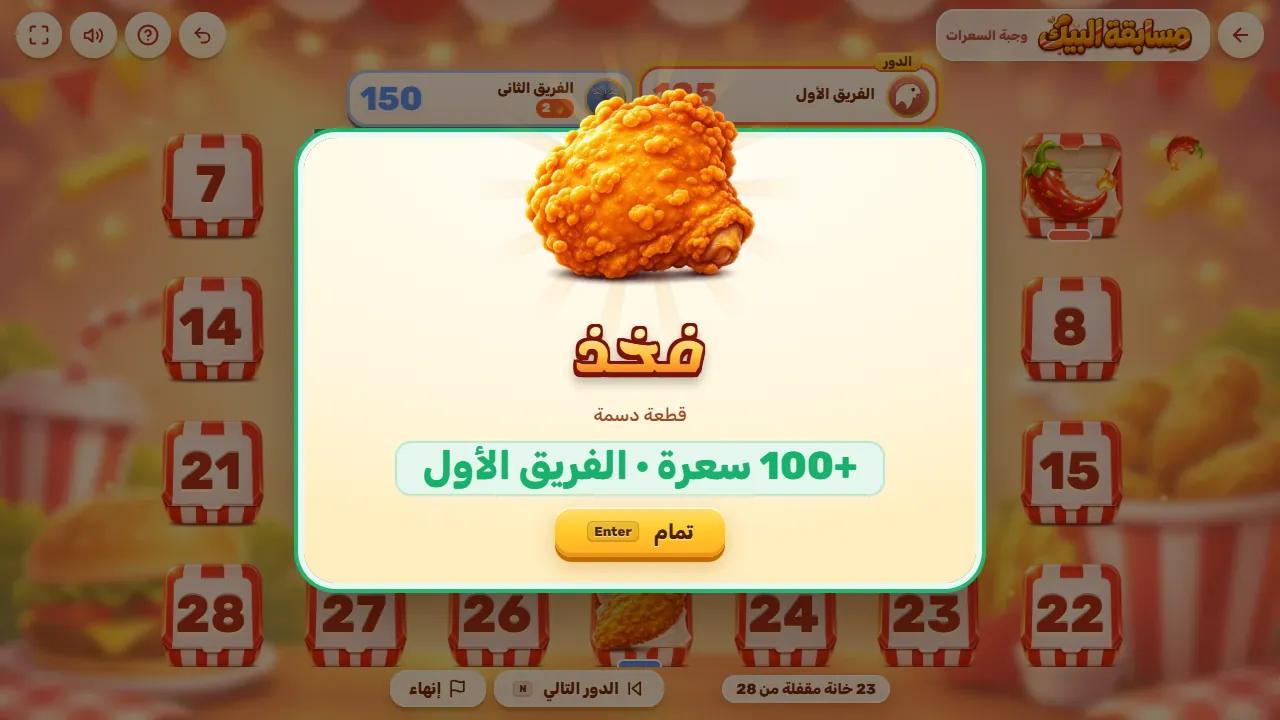 مسابقة البيك
وجبة السعرات
الدور
الفريق الأول
الفريق الثاني
2
150
7
14
8
21
15
فخذ
قطعة دسمة
+100 سعرة • الفريق الأول
تمام Enter
22
23
24
26
27
28
23 خانة مقفلة من 28
الدور التالي N
إنهاء